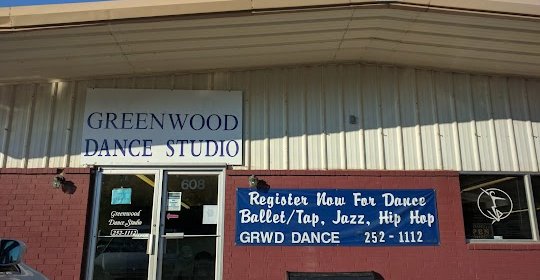 GREENWOOD
DANCE STUDIO
608
Greenwood
Dance Studio
252-1112
Register Now For Dance
Ballet/Tap, Jazz, Hip Hop
GRWD DANCE 252-1112